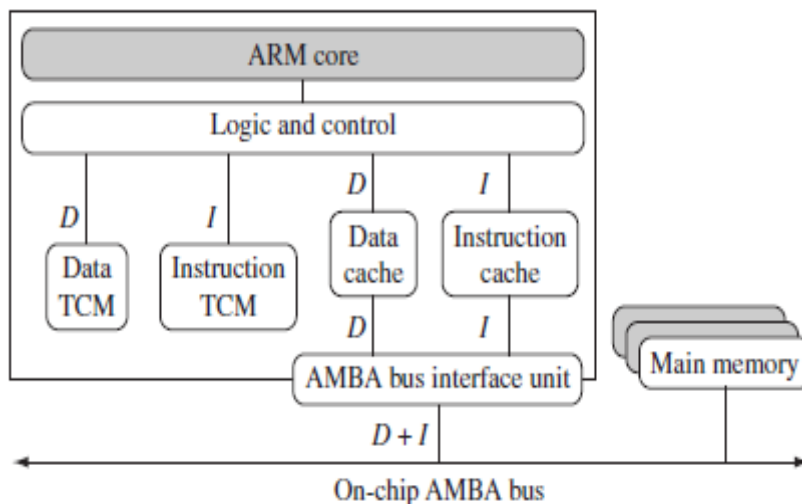 ARM core
Logic and control
D
I
D
I
Data
TCM
Instruction
TCM
Data
cache
Instruction
cache
D
I
Main memory
AMBA bus interface unit
D + I
On-chip AMBA bus